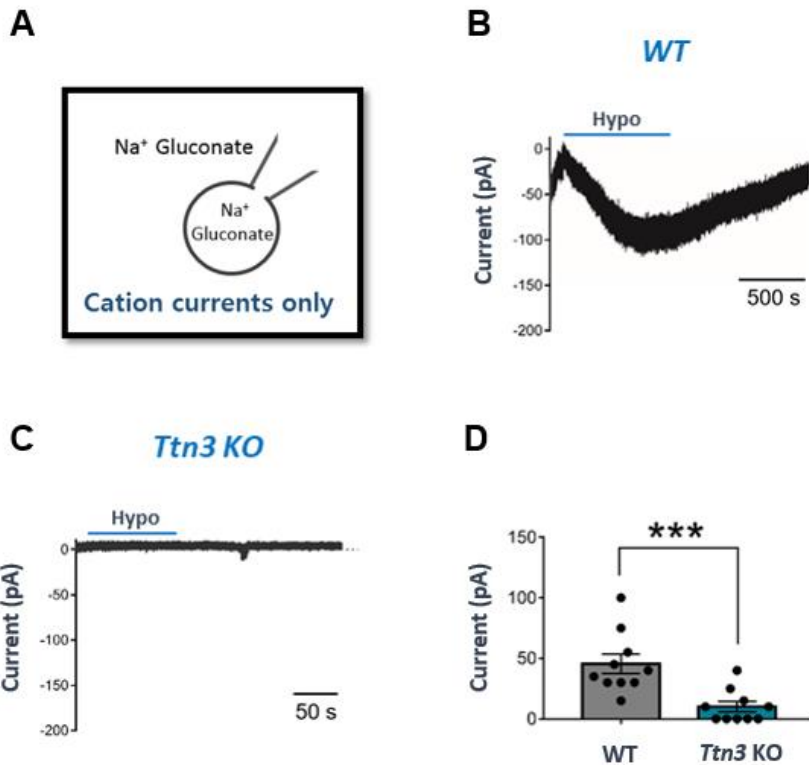 A
Na⁺ Gluconate
Na⁺
Gluconate
Cation currents only
B
WT
Hypo
Current (pA)
0
-50
-100
-150
-200
500 s
C
Ttn3 KO
Hypo
Current (pA)
0
-50
-100
-150
-200
50 s
D
***
Current (pA)
150
100
50
0
WT
Ttn3 KO